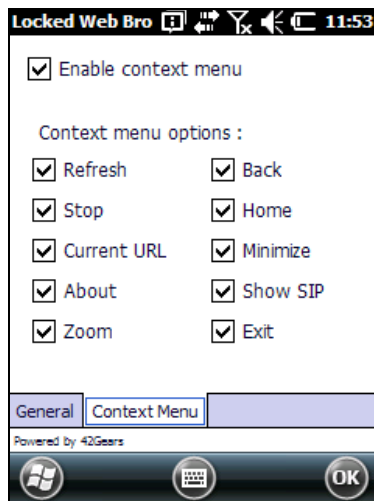 Locked Web Bro 11:53
Enable context menu
Context menu options :
Refresh Back
Stop Home
Current URL Minimize
About Show SIP
Zoom Exit
General Context Menu
Powered by 42Gears
OK